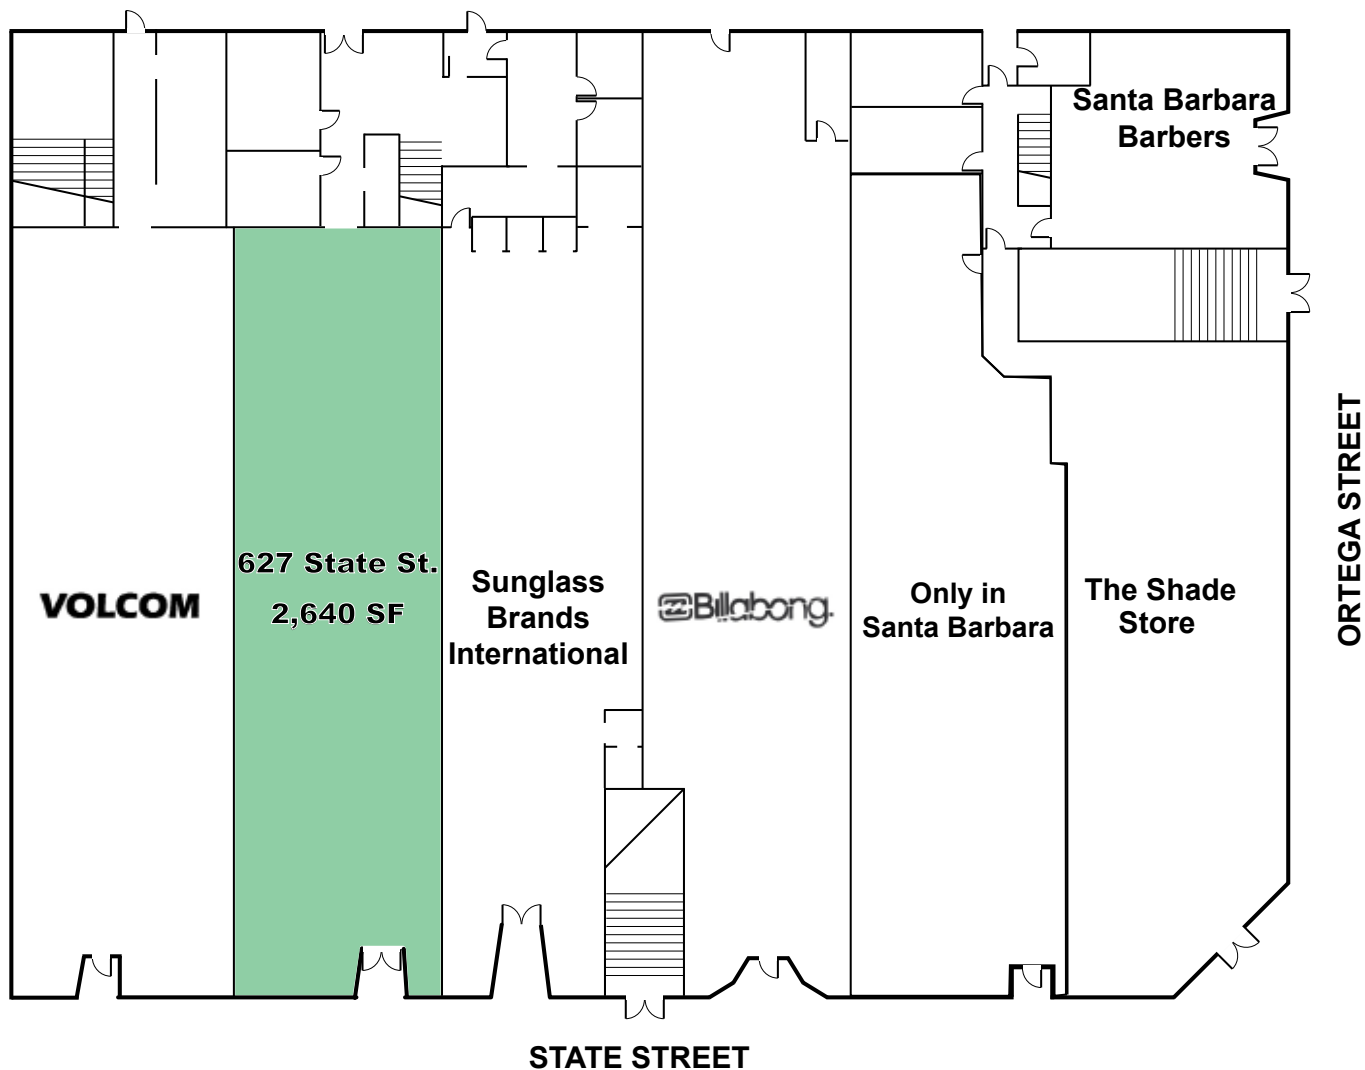 Santa Barbara
Barbers
627 State St.
2,640 SF
VOLCOM
Sunglass
Brands
International
Billabong.
Only in
Santa Barbara
The Shade
Store
ORTEGA STREET
STATE STREET